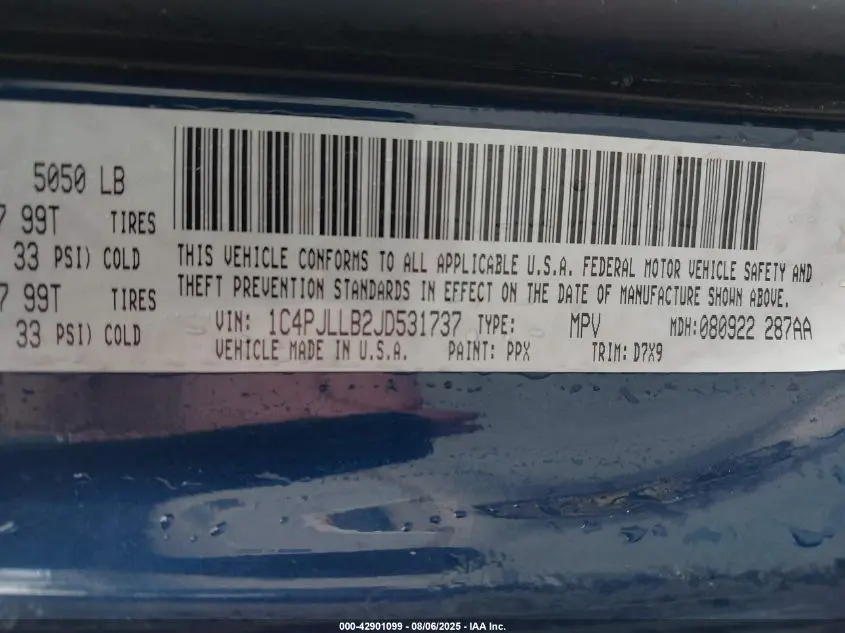 5050 LB
7 99T TIRES
33 PSI) COLD
7 99T TIRES
33 PSI) COLD
THIS VEHICLE CONFORMS TO ALL APPLICABLE U.S.A. FEDERAL MOTOR VEHICLE SAFETY AND
THEFT PREVENTION STANDARDS IN EFFECT ON THE DATE OF MANUFACTURE SHOWN ABOVE.
VIN: 1C4PJLLB2JD531737 TYPE: MPV MDH: 080922 287AA
VEHICLE MADE IN U.S.A. PAINT: PPX TRIM: D7X9
000-42901099 - 08/06/2025 - IAA Inc.